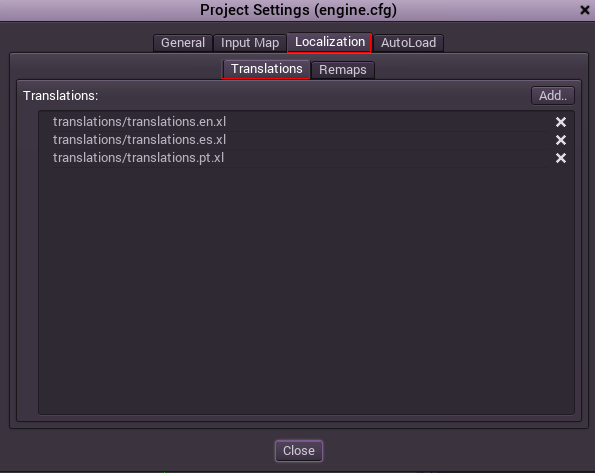 Project Settings (engine.cfg)
General Input Map Localization AutoLoad
Translations Remaps
Translations: Add..
translations/translations.en.xl
translations/translations.es.xl
translations/translations.pt.xl
Close